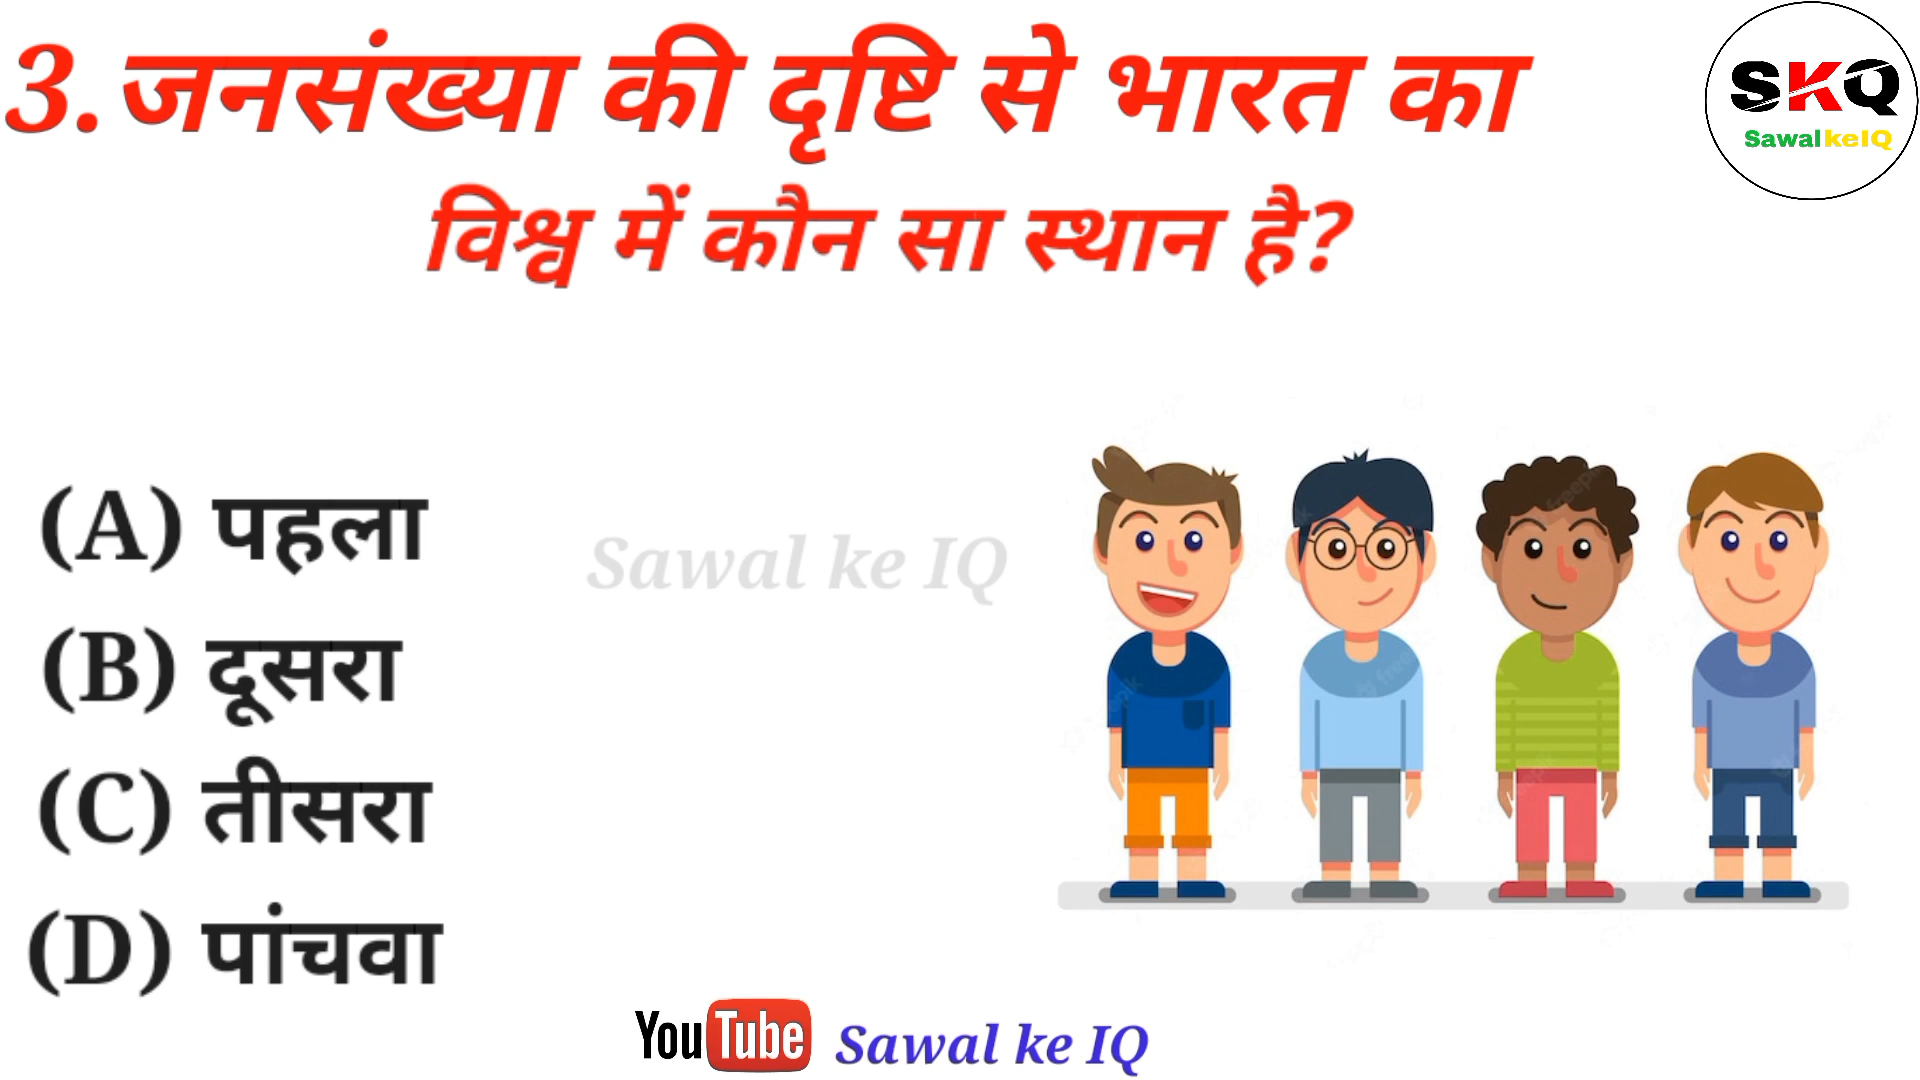 3.जनसंख्या की दृष्टि से भारत का
विश्व में कौन सा स्थान है?
SKQ
SawalkeIQ
(A) पहला
(B) दूसरा
(C) तीसरा
(D) पांचवा
Sawal ke IQ
YouTube Sawal ke IQ